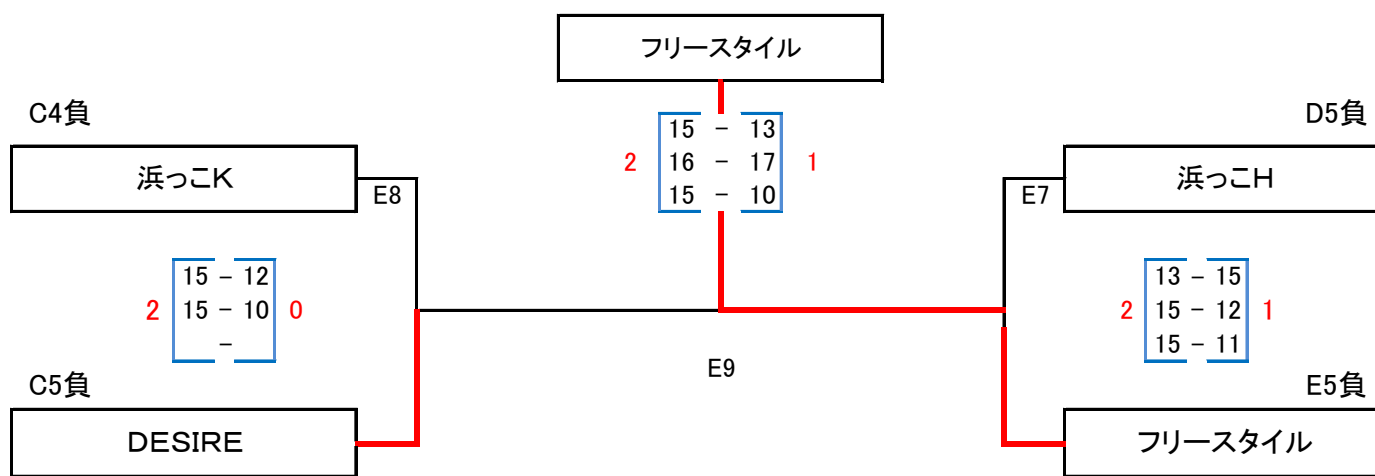 フリースタイル
C4負
D5負
浜っこK
E8
2
15 - 13
16 - 17
15 - 10
1
E7
浜っこH
2
15 - 12
15 - 10
-
0
2
13 - 15
15 - 12
15 - 11
1
E9
C5負
E5負
DESIRE
フリースタイル